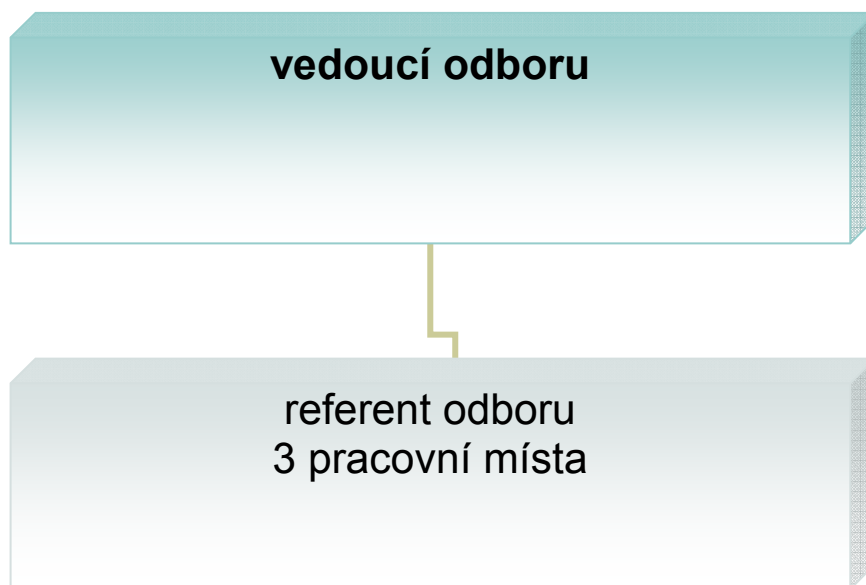 vedoucí odboru
referent odboru
3 pracovní místa